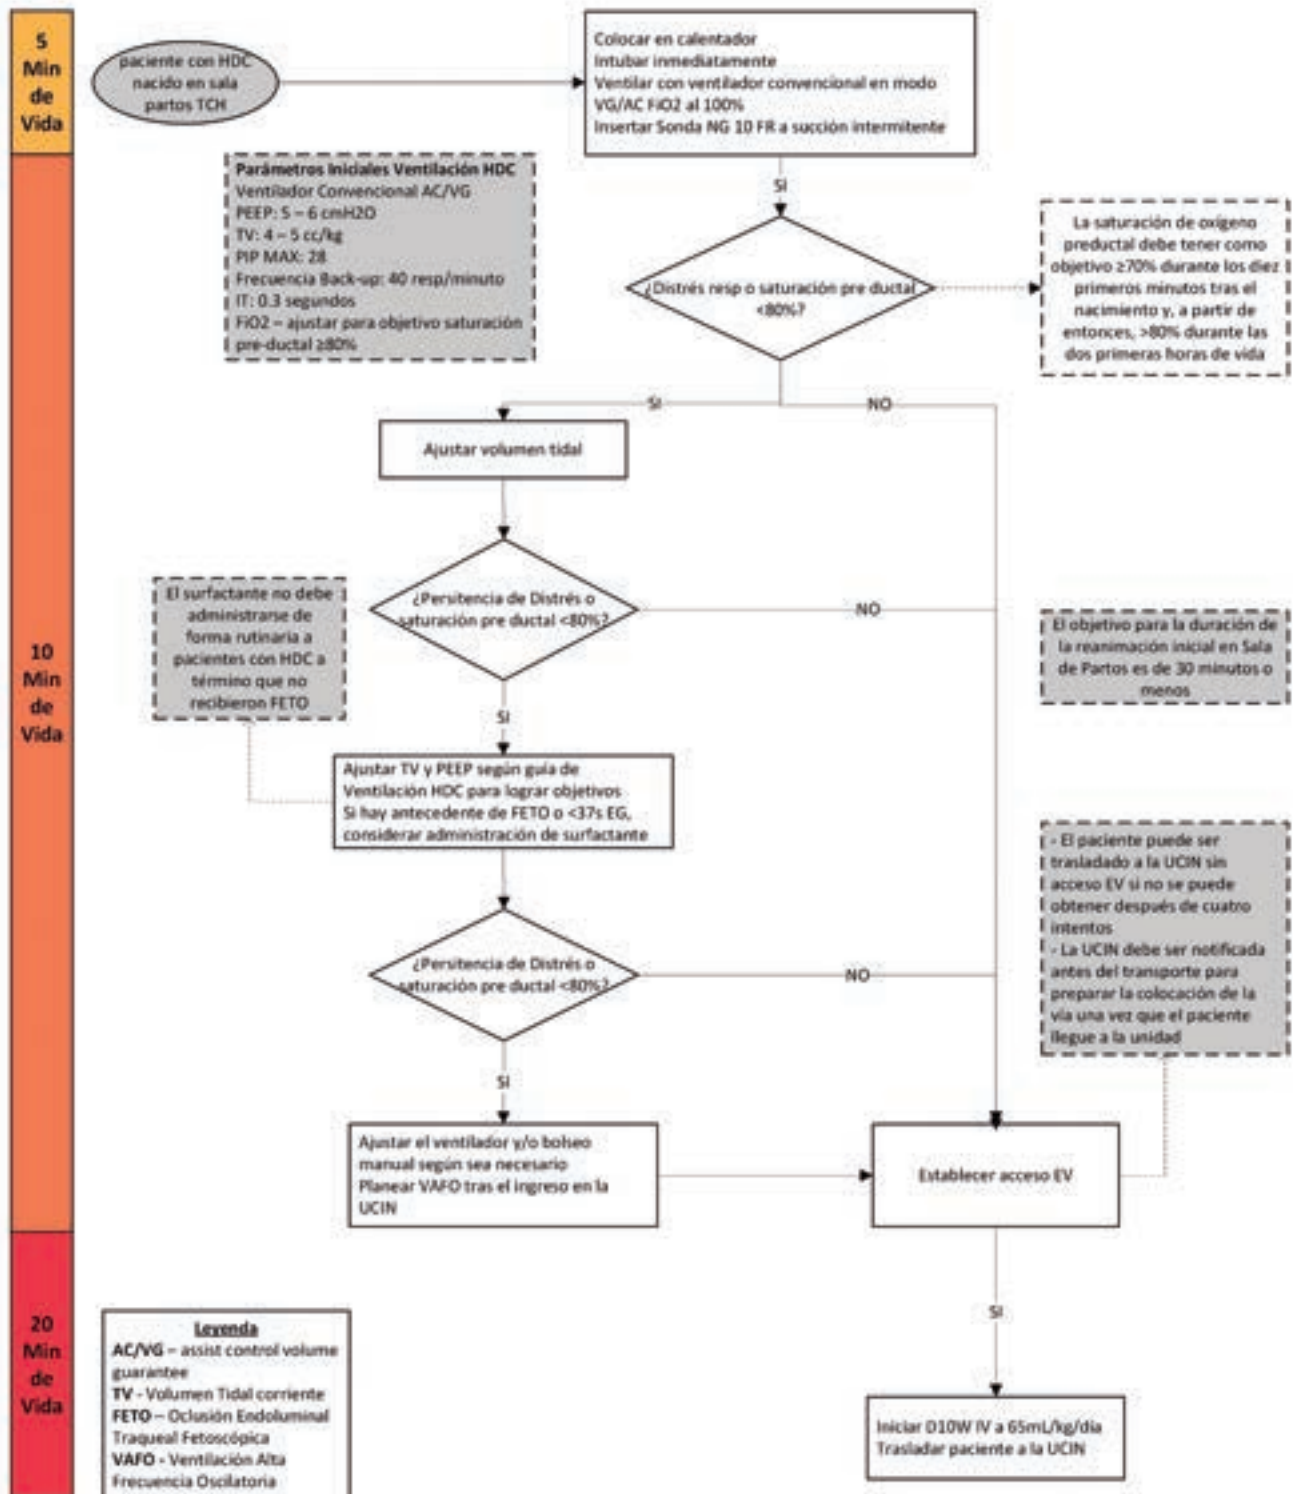 5
Min
de
Vida
paciente con HDC
nacido en sala
partos TCH
Colocar en calentador
Intubar inmediatamente
Ventilar con ventilador convencional en modo
VG/AC FiO2 al 100%
Insertar Sonda NG 10 FR a succión intermitente
SI
Parámetros Iniciales Ventilación HDC
Ventilador Convencional AC/VG
PEEP: 5 – 6 cmH2O
TV: 4 – 5 cc/kg
PIP MAX: 28
Frecuencia Back-up: 40 resp/minuto
IT: 0.3 segundos
FiO2 – ajustar para objetivo saturación
pre-ductal ≥80%
¿Distrés resp o saturación pre ductal
<80%?
La saturación de oxígeno
preductal debe tener como
objetivo ≥70% durante los diez
primeros minutos tras el
nacimiento y, a partir de
entonces, >80% durante las
dos primeras horas de vida
SI
NO
Ajustar volumen tidal
10
Min
de
Vida
¿Persitencia de Distrés o
saturación pre ductal <80%?
NO
El surfactante no debe
administrarse de
forma rutinaria a
pacientes con HDC a
término que no
recibieron FETO
El objetivo para la duración de
la reanimación inicial en Sala
de Partos es de 30 minutos o
menos
SI
Ajustar TV y PEEP según guía de
Ventilación HDC para lograr objetivos
Si hay antecedente de FETO o <37s EG,
considerar administración de surfactante
- El paciente puede ser
trasladado a la UCIN sin
acceso EV si no se puede
obtener después de cuatro
intentos
- La UCIN debe ser notificada
antes del transporte para
preparar la colocación de la
vía una vez que el paciente
llegue a la unidad
¿Persitencia de Distrés o
saturación pre ductal <80%?
NO
SI
Ajustar el ventilador y/o bolseo
manual según sea necesario
Planear VAFO tras el ingreso en la
UCIN
Establecer acceso EV
SI
20
Min
de
Vida
Leyenda
AC/VG – assist control volume
guarantee
TV - Volumen Tidal corriente
FETO – Oclusión Endoluminal
Traqueal Fetoscópica
VAFO - Ventilación Alta
Frecuencia Oscilatoria
Iniciar D10W IV a 65mL/kg/día
Trasladar paciente a la UCIN